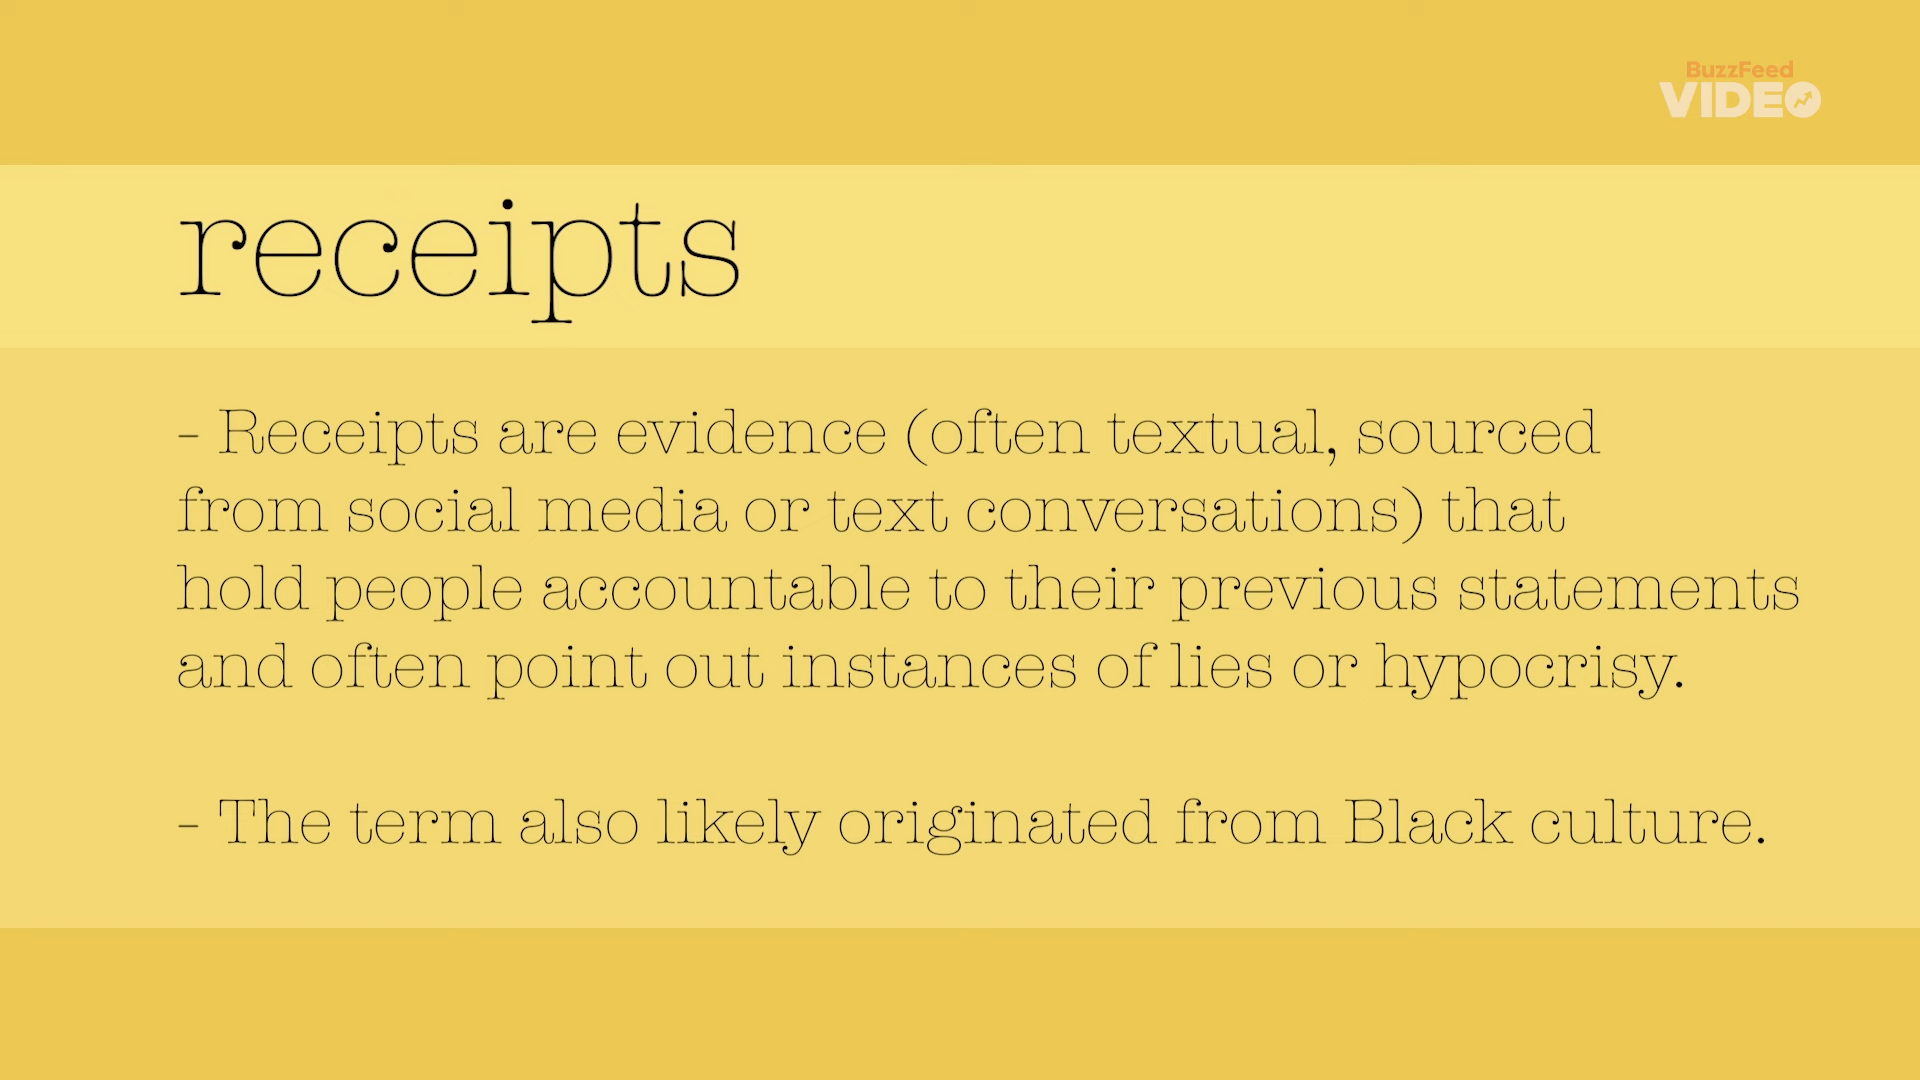 BuzzFeed
VIDEO
receipts
- Receipts are evidence (often textual, sourced
from social media or text conversations) that
hold people accountable to their previous statements
and often point out instances of lies or hypocrisy.
- The term also likely originated from Black culture.